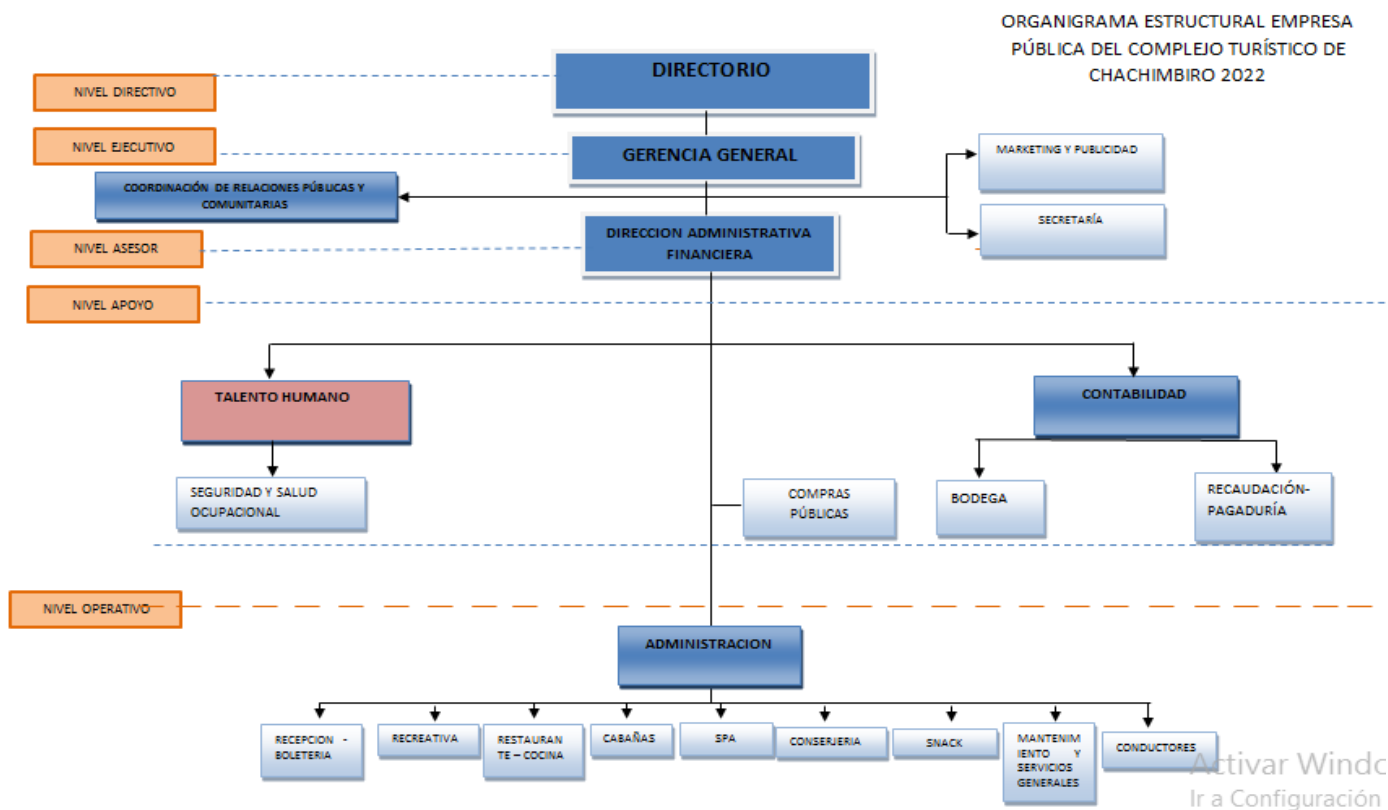 ORGANIGRAMA ESTRUCTURAL EMPRESA
PÚBLICA DEL COMPLEJO TURÍSTICO DE
CHACHIMBIRO 2022
DIRECTORIO
NIVEL DIRECTIVO
NIVEL EJECUTIVO
GERENCIA GENERAL
MARKETING Y PUBLICIDAD
COORDINACIÓN DE RELACIONES PÚBLICAS Y
COMUNITARIAS
SECRETARÍA
NIVEL ASESOR
DIRECCION ADMINISTRATIVA
FINANCIERA
NIVEL APOYO
TALENTO HUMANO
CONTABILIDAD
SEGURIDAD Y SALUD
OCUPACIONAL
COMPRAS
PÚBLICAS
BODEGA
RECAUDACIÓN-
PAGADURÍA
NIVEL OPERATIVO
ADMINISTRACION
RECEPCION -
BOLETERIA
RECREATIVA
RESTAURAN
TE – COCINA
CABAÑAS
SPA
CONSERJERIA
SNACK
MANTENIM
IENTO Y
SERVICIOS
GENERALES
CONDUCTORES
Activar Windo
Ir a Configuración